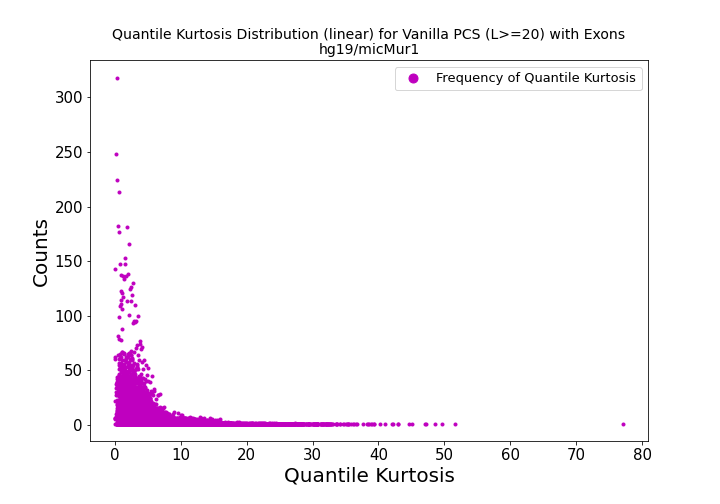 Quantile Kurtosis Distribution (linear) for Vanilla PCS (L>=20) with Exons
hg19/micMur1
Frequency of Quantile Kurtosis
Counts
300
250
200
150
100
50
0
0 10 20 30 40 50 60 70 80
Quantile Kurtosis